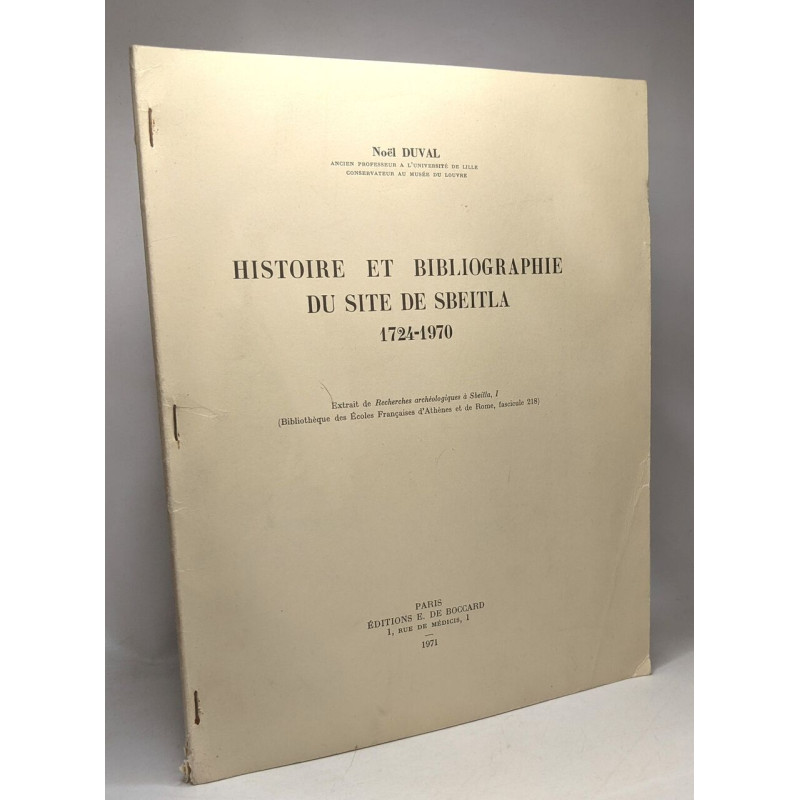 Noël DUVAL
ANCIEN PROFESSEUR A L'UNIVERSITÉ DE LILLE
CONSERVATEUR AU MUSÉE DU LOUVRE
HISTOIRE ET BIBLIOGRAPHIE
DU SITE DE SBEITLA
1724-1970
Extrait de Recherches archéologiques à Sbeitla, I
(Bibliothèque des Écoles Françaises d'Athènes et de Rome, fascicule 218)
PARIS
ÉDITIONS E. DE BOCCARD
1, RUE DE MÉDICIS, 1
1971